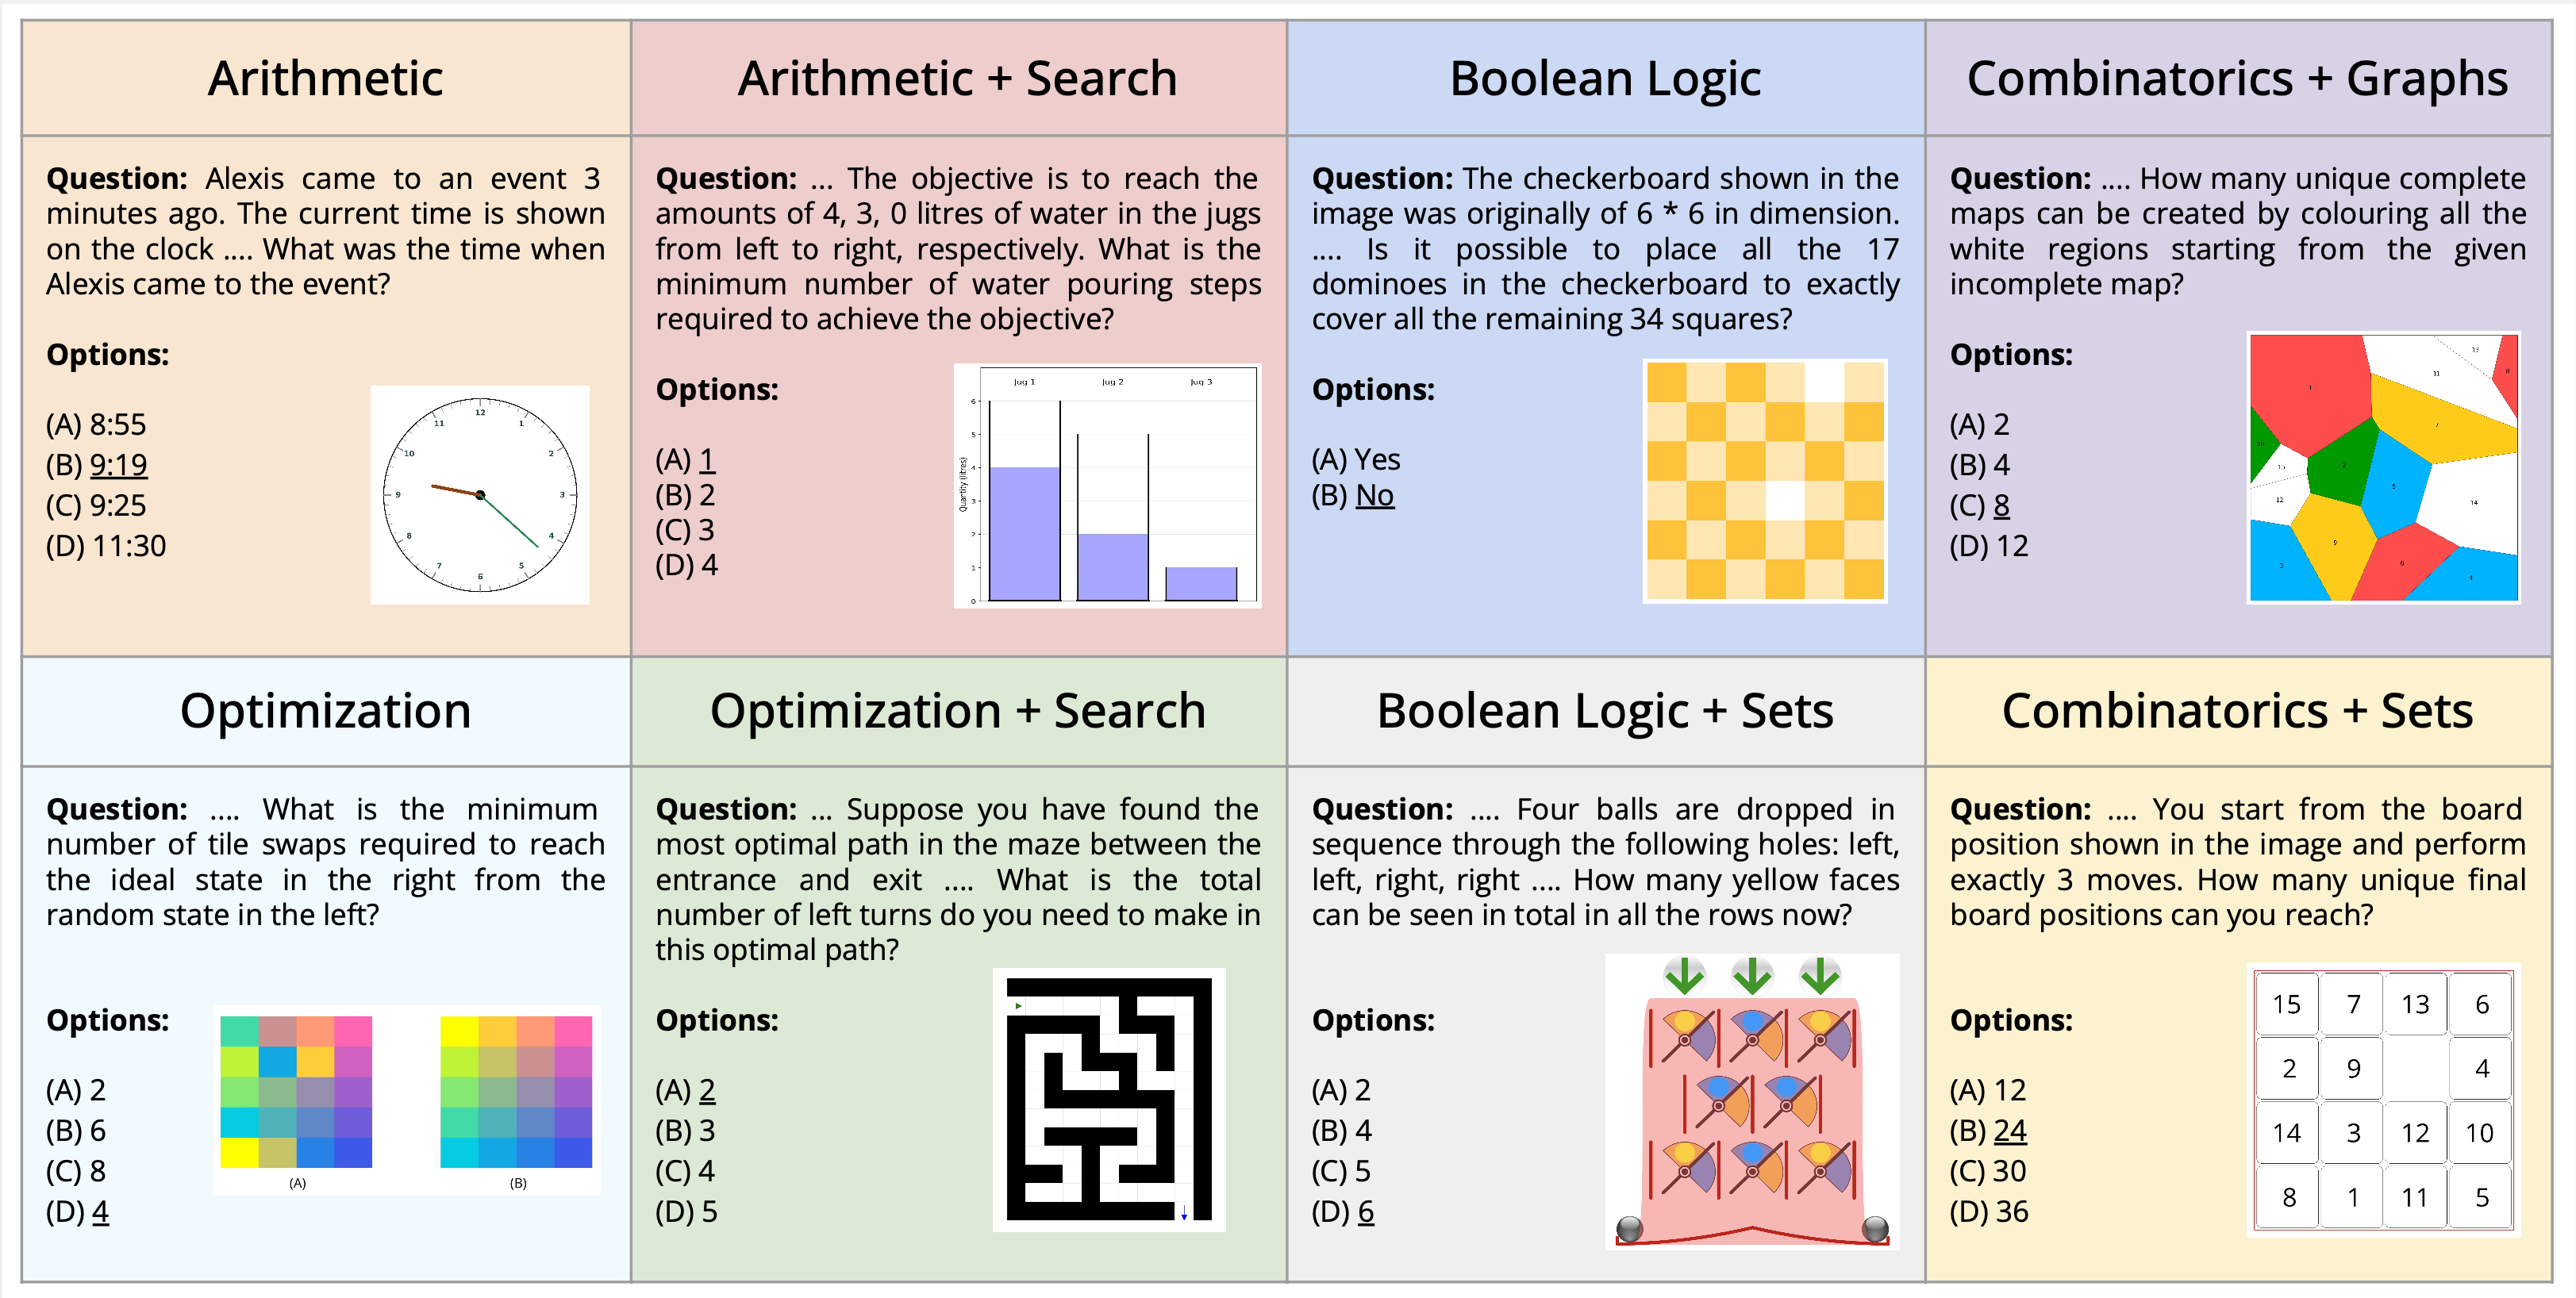 Arithmetic
Question: Alexis came to an event 3
minutes ago. The current time is shown
on the clock .... What was the time when
Alexis came to the event?
Options:
(A) 8:55
(B) 9:19
(C) 9:25
(D) 11:30
12
1
2
3
4
5
6
7
8
9
10
11
Arithmetic + Search
Question: ... The objective is to reach the
amounts of 4, 3, 0 litres of water in the jugs
from left to right, respectively. What is the
minimum number of water pouring steps
required to achieve the objective?
Options:
(A) 1
(B) 2
(C) 3
(D) 4
Jug 1 Jug 2 Jug 3
Quantity (litres)
6
5
4
3
2
1
0
Boolean Logic
Question: The checkerboard shown in the
image was originally of 6 * 6 in dimension.
.... Is it possible to place all the 17
dominoes in the checkerboard to exactly
cover all the remaining 34 squares?
Options:
(A) Yes
(B) No
Combinatorics + Graphs
Question: .... How many unique complete
maps can be created by colouring all the
white regions starting from the given
incomplete map?
Options:
(A) 2
(B) 4
(C) 8
(D) 12
13
11
1
7
2
5
12
14
9
3
Optimization
Question: .... What is the minimum
number of tile swaps required to reach
the ideal state in the right from the
random state in the left?
Options:
(A) 2
(B) 6
(C) 8
(D) 4
(A) (B)
Optimization + Search
Question: ... Suppose you have found the
most optimal path in the maze between the
entrance and exit .... What is the total
number of left turns do you need to make in
this optimal path?
Options:
(A) 2
(B) 3
(C) 4
(D) 5
Boolean Logic + Sets
Question: .... Four balls are dropped in
sequence through the following holes: left,
left, right, right .... How many yellow faces
can be seen in total in all the rows now?
Options:
(A) 2
(B) 4
(C) 5
(D) 6
Combinatorics + Sets
Question: .... You start from the board
position shown in the image and perform
exactly 3 moves. How many unique final
board positions can you reach?
Options:
(A) 12
(B) 24
(C) 30
(D) 36
15 7 13 6
2 9 4
14 3 12 10
8 1 11 5